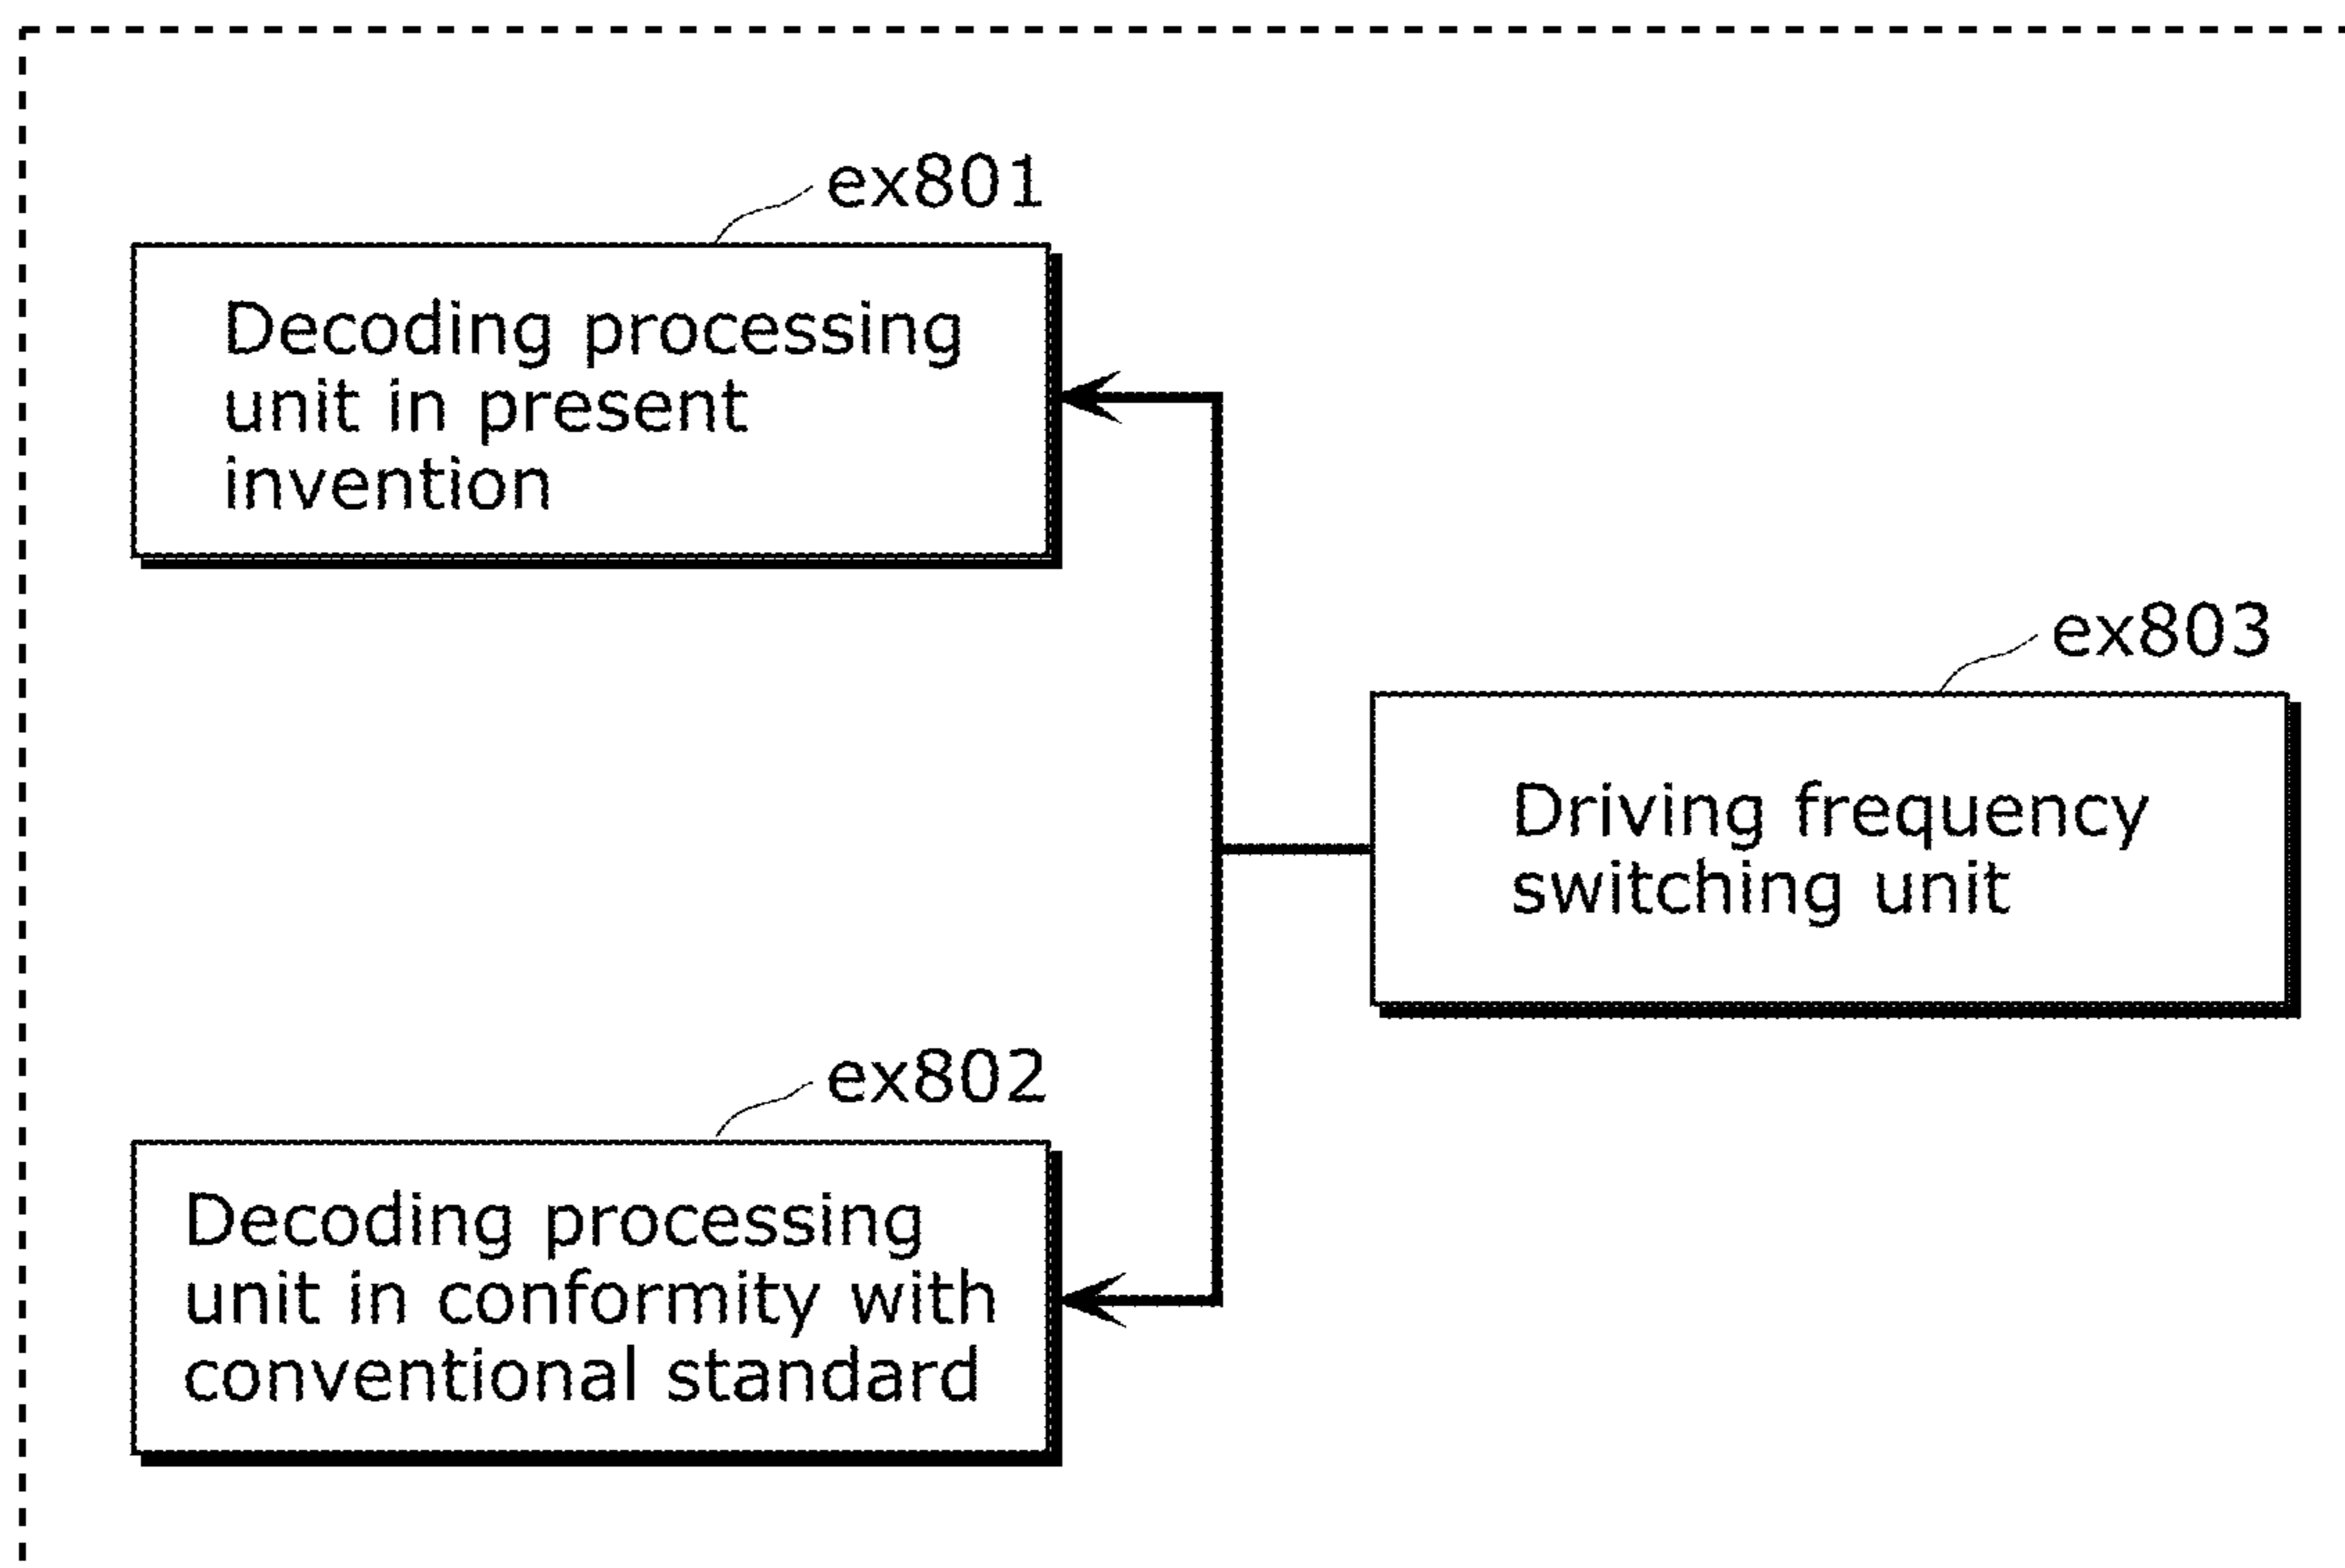 ex801
Decoding processing
unit in present
invention
ex803
Driving frequency
switching unit
ex802
Decoding processing
unit in conformity with
conventional standard